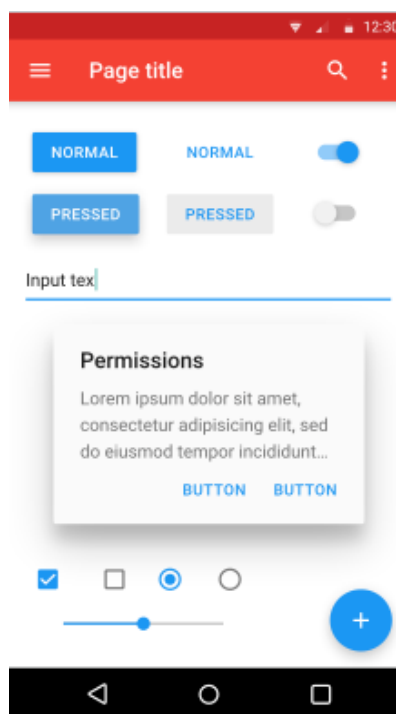 12:30
Page title
NORMAL NORMAL
PRESSED PRESSED
Input tex
Permissions
Lorem ipsum dolor sit amet,
consectetur adipisicing elit, sed
do eiusmod tempor incididunt...
BUTTON BUTTON